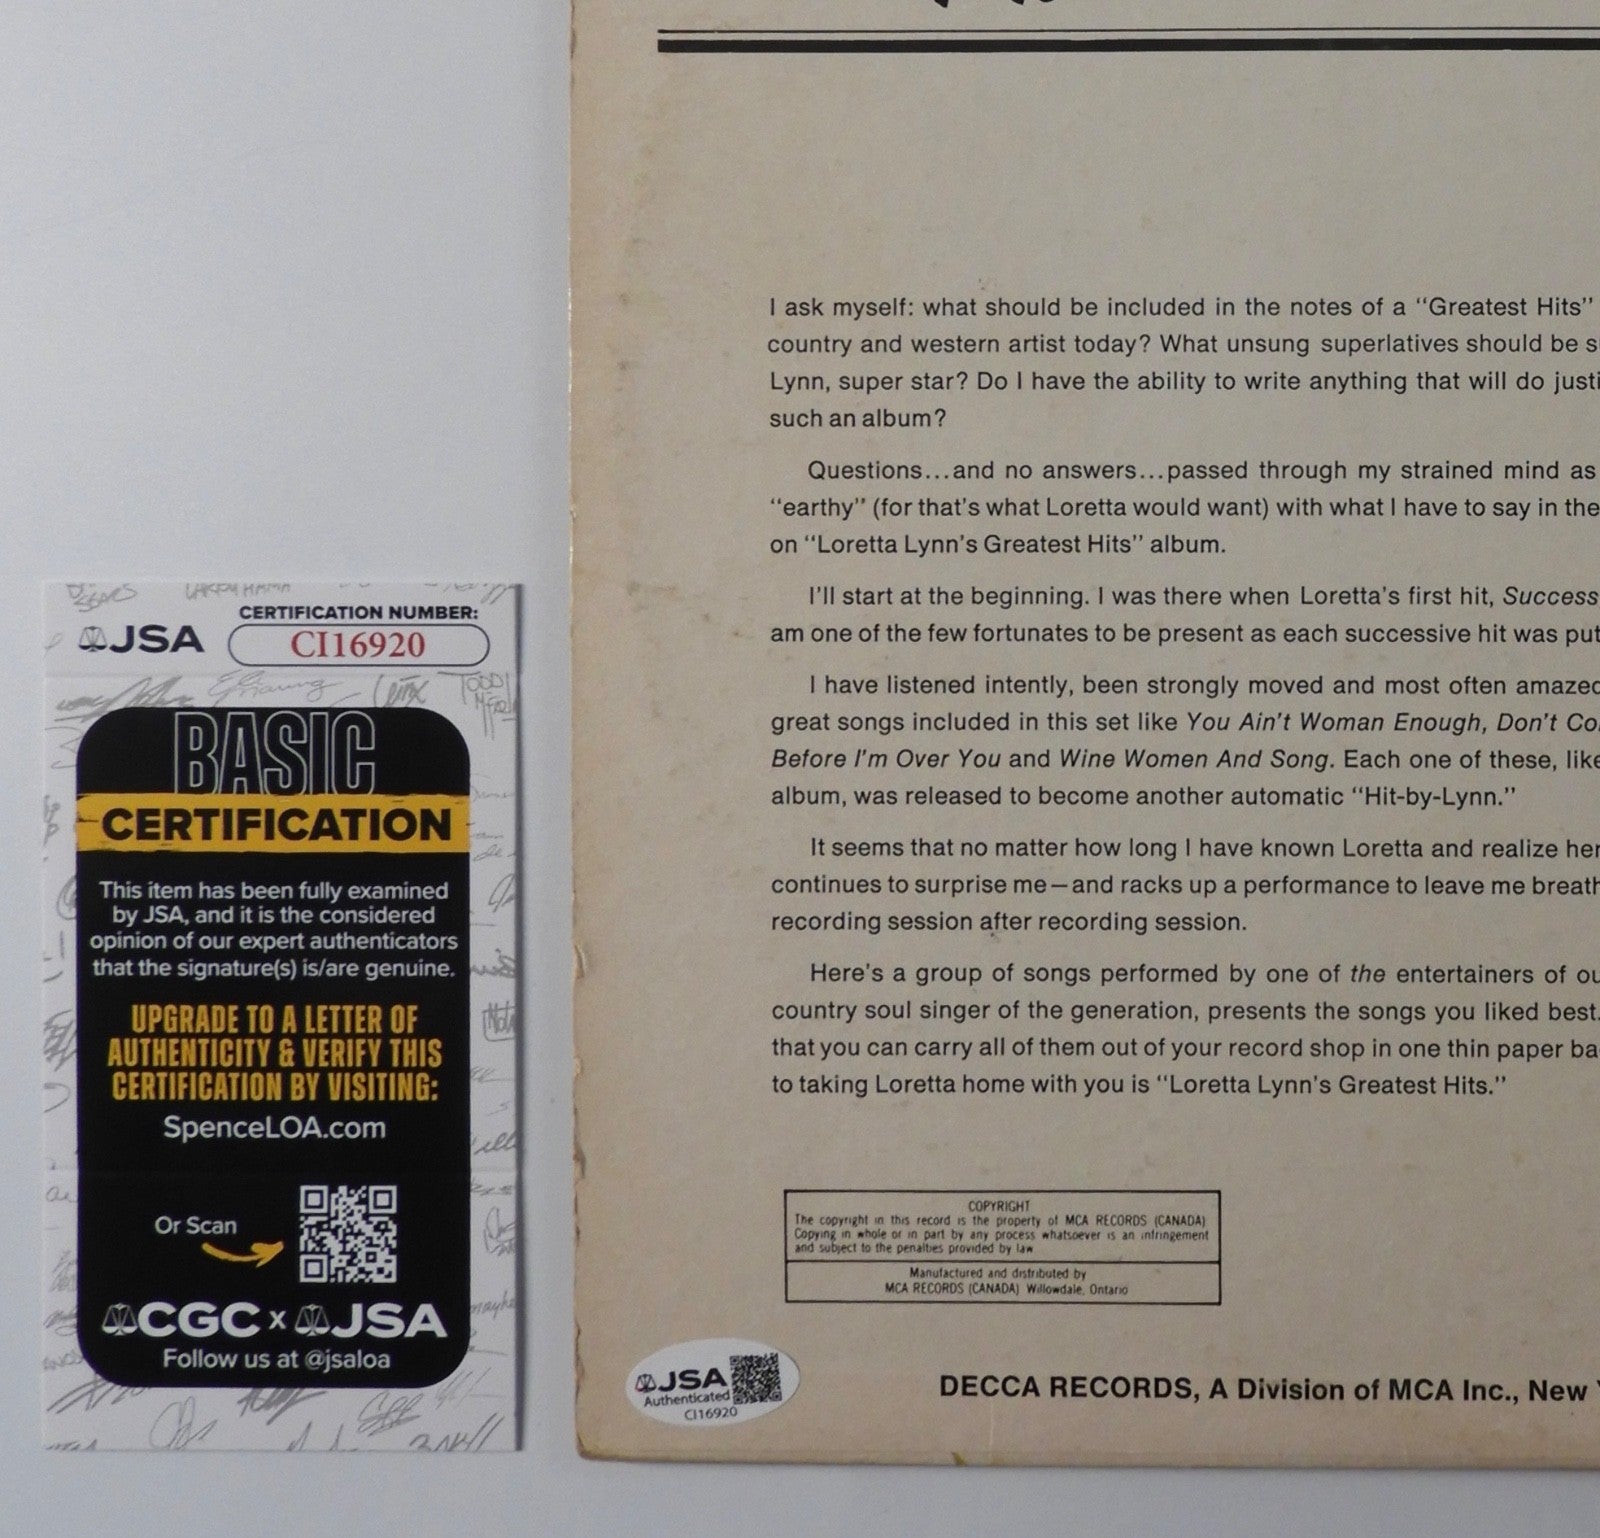 CERTIFICATION NUMBER:
JSA
CI16920
BASIC
CERTIFICATION
This item has been fully examined
by JSA, and it is the considered
opinion of our expert authenticators
that the signature(s) is/are genuine.
UPGRADE TO A LETTER OF
AUTHENTICITY & VERIFY THIS
CERTIFICATION BY VISITING:
SpenceLOA.com
Or Scan
CGC x JSA
Follow us at @jsaloa
I ask myself: what should be included in the notes of a "Greatest Hits"
country and western artist today? What unsung superlatives should be s
Lynn, super star? Do I have the ability to write anything that will do justi
such an album?
Questions...and no answers...passed through my strained mind as
"earthy" (for that's what Loretta would want) with what I have to say in the
on "Loretta Lynn's Greatest Hits" album.
I'll start at the beginning. I was there when Loretta's first hit, Success
am one of the few fortunates to be present as each successive hit was put
I have listened intently, been strongly moved and most often amazed
great songs included in this set like You Ain't Woman Enough, Don't Co
Before I'm Over You and Wine Women And Song. Each one of these, like
album, was released to become another automatic "Hit-by-Lynn."
It seems that no matter how long I have known Loretta and realize her
continues to surprise me—and racks up a performance to leave me breath
recording session after recording session.
Here's a group of songs performed by one of the entertainers of ou
country soul singer of the generation, presents the songs you liked best.
that you can carry all of them out of your record shop in one thin paper ba
to taking Loretta home with you is "Loretta Lynn's Greatest Hits."
COPYRIGHT
The copyright in this record is the property of MCA RECORDS (CANADA)
Copying in whole or in part by any process whatsoever is an infringement
and subject to the penalties provided by law
Manufactured and distributed by
MCA RECORDS (CANADA) Willowdale, Ontario
JSA
Authenticated
CI16920
DECCA RECORDS, A Division of MCA Inc., New